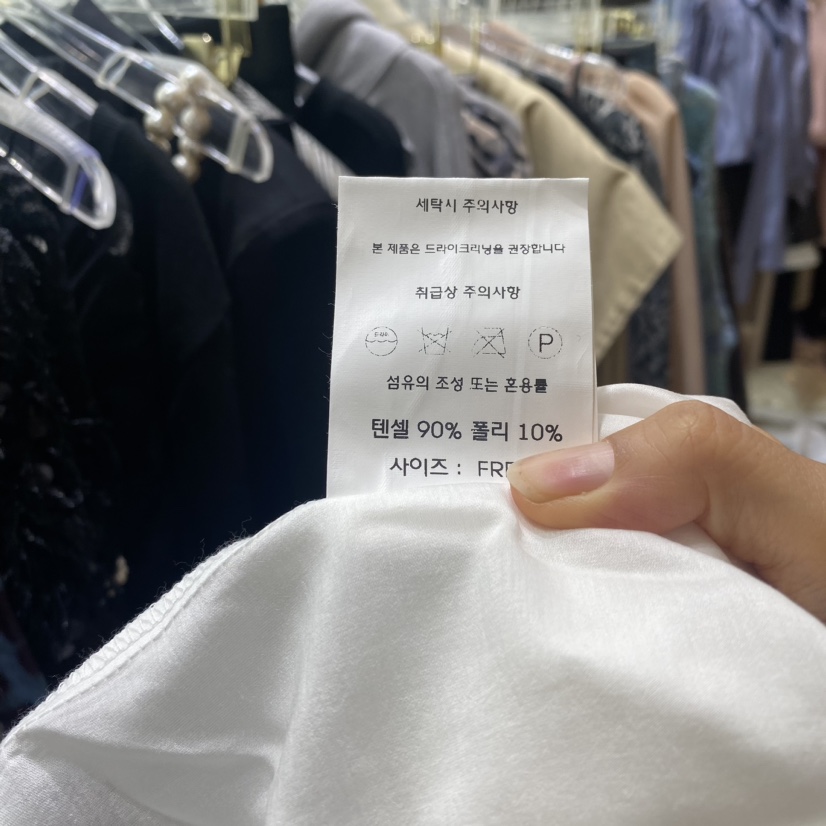 세탁시 주의사항
본 제품은 드라이크리닝을 권장합니다
취급상 주의사항
P
섬유의 조성 또는 혼용률
텐셀 90% 폴리 10%
사이즈 :